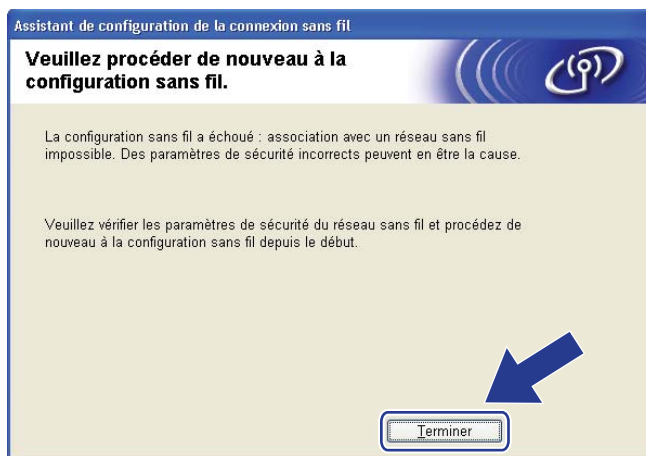 Assistant de configuration de la connexion sans fil
Veuillez procéder de nouveau à la
configuration sans fil.
La configuration sans fil a échoué : association avec un réseau sans fil
impossible. Des paramètres de sécurité incorrects peuvent en être la cause.
Veuillez vérifier les paramètres de sécurité du réseau sans fil et procédez de
nouveau à la configuration sans fil depuis le début.
Terminer